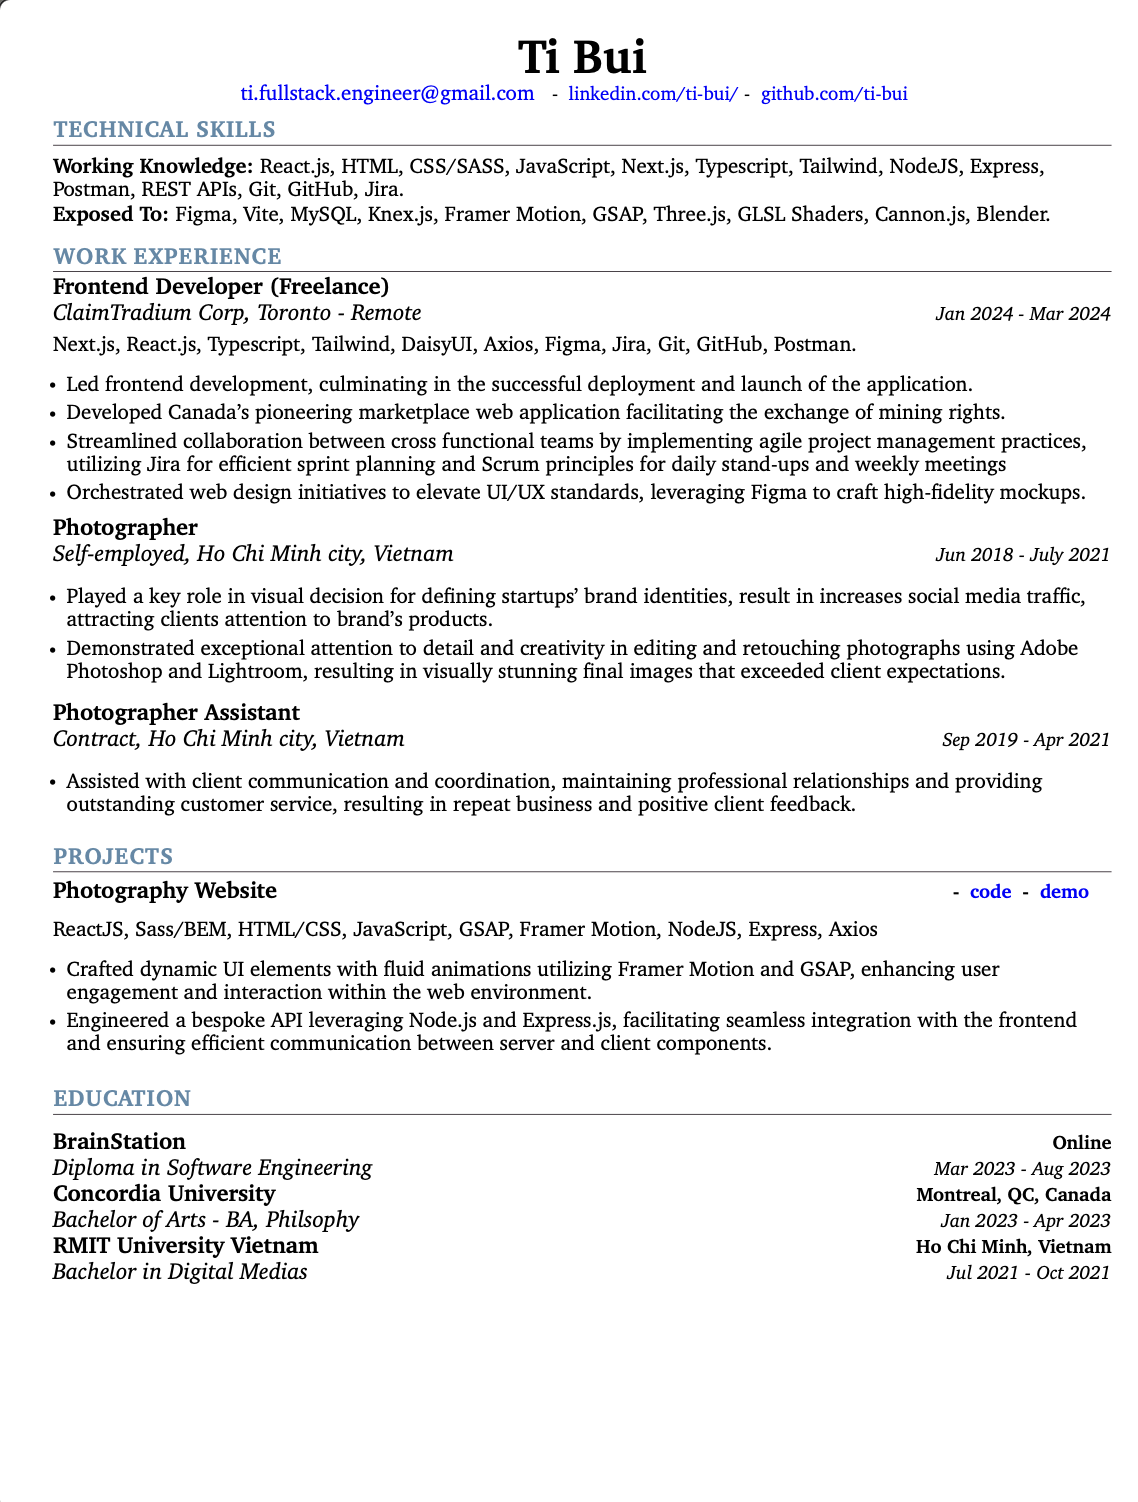 Ti Bui
ti.fullstack.engineer@gmail.com - linkedin.com/ti-bui/ - github.com/ti-bui
TECHNICAL SKILLS
Working Knowledge: React.js, HTML, CSS/SASS, JavaScript, Next.js, Typescript, Tailwind, NodeJS, Express,
Postman, REST APIs, Git, GitHub, Jira.
Exposed To: Figma, Vite, MySQL, Knex.js, Framer Motion, GSAP, Three.js, GLSL Shaders, Cannon.js, Blender.
WORK EXPERIENCE
Frontend Developer (Freelance)
ClaimTradium Corp, Toronto - Remote Jan 2024 - Mar 2024
Next.js, React.js, Typescript, Tailwind, DaisyUI, Axios, Figma, Jira, Git, GitHub, Postman.
• Led frontend development, culminating in the successful deployment and launch of the application.
• Developed Canada’s pioneering marketplace web application facilitating the exchange of mining rights.
• Streamlined collaboration between cross functional teams by implementing agile project management practices,
utilizing Jira for efficient sprint planning and Scrum principles for daily stand-ups and weekly meetings
• Orchestrated web design initiatives to elevate UI/UX standards, leveraging Figma to craft high-fidelity mockups.
Photographer
Self-employed, Ho Chi Minh city, Vietnam Jun 2018 - July 2021
• Played a key role in visual decision for defining startups’ brand identities, result in increases social media traffic,
attracting clients attention to brand’s products.
• Demonstrated exceptional attention to detail and creativity in editing and retouching photographs using Adobe
Photoshop and Lightroom, resulting in visually stunning final images that exceeded client expectations.
Photographer Assistant
Contract, Ho Chi Minh city, Vietnam Sep 2019 - Apr 2021
• Assisted with client communication and coordination, maintaining professional relationships and providing
outstanding customer service, resulting in repeat business and positive client feedback.
PROJECTS
Photography Website - code - demo
ReactJS, Sass/BEM, HTML/CSS, JavaScript, GSAP, Framer Motion, NodeJS, Express, Axios
• Crafted dynamic UI elements with fluid animations utilizing Framer Motion and GSAP, enhancing user
engagement and interaction within the web environment.
• Engineered a bespoke API leveraging Node.js and Express.js, facilitating seamless integration with the frontend
and ensuring efficient communication between server and client components.
EDUCATION
BrainStation Online
Diploma in Software Engineering Mar 2023 - Aug 2023
Concordia University Montreal, QC, Canada
Bachelor of Arts - BA, Philsophy Jan 2023 - Apr 2023
RMIT University Vietnam Ho Chi Minh, Vietnam
Bachelor in Digital Medias Jul 2021 - Oct 2021